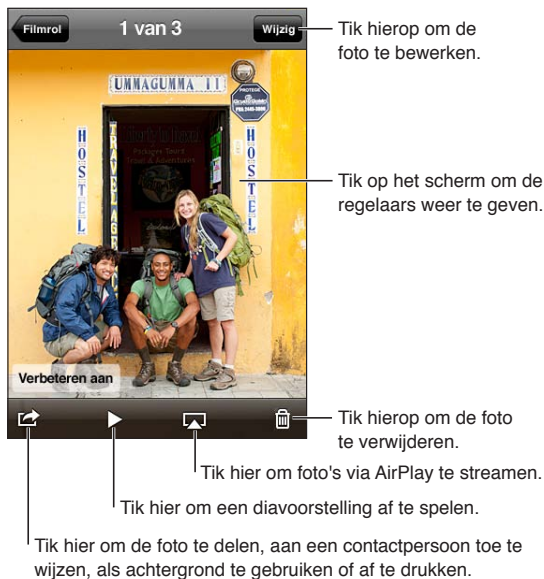 Filmrol
1 van 3
Wijzig
Tik hierop om de
foto te bewerken.
UMMAGUMMA II
PROTEGE
HOSTEL
TRAVEL AGENCY
HOSTEL
Tik op het scherm om de
regelaars weer te geven.
Verbeteren aan
Tik hierop om de foto
te verwijderen.
Tik hier om foto's via AirPlay te streamen.
Tik hier om een diavoorstelling af te spelen.
Tik hier om de foto te delen, aan een contactpersoon toe te
wijzen, als achtergrond te gebruiken of af te drukken.